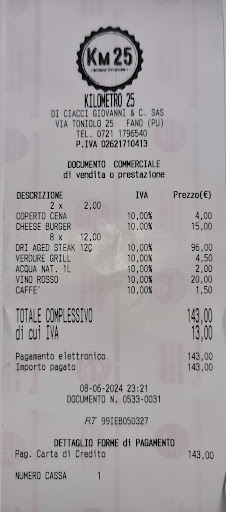 KM 25
KILOMETRO 25
DI CIACCI GIOVANNI & C. SAS
VIA TONIOLO 25 FANO (PU)
TEL. 0721 1796540
P.IVA 02621710413
DOCUMENTO COMMERCIALE
di vendita o prestazione
DESCRIZIONE IVA Prezzo(€)
2 x 2,00
COPERTO CENA 10,00% 4,00
CHEESE BURGER 10,00% 15,00
8 x 12,00
DRI AGED STEAK 12€ 10,00% 96,00
VERDURE GRILL 10,00% 4,50
ACQUA NAT. 1L 10,00% 2,00
VINO ROSSO 10,00% 20,00
CAFFE' 10,00% 1,50
TOTALE COMPLESSIVO 143,00
di cui IVA 13,00
Pagamento elettronico 143,00
Importo pagato 143,00
08-06-2024 23:21
DOCUMENTO N. 0533-0031
RT 99IEB050327
DETTAGLIO FORME di PAGAMENTO
Pag. Carta di Credito 143,00
NUMERO CASSA 1